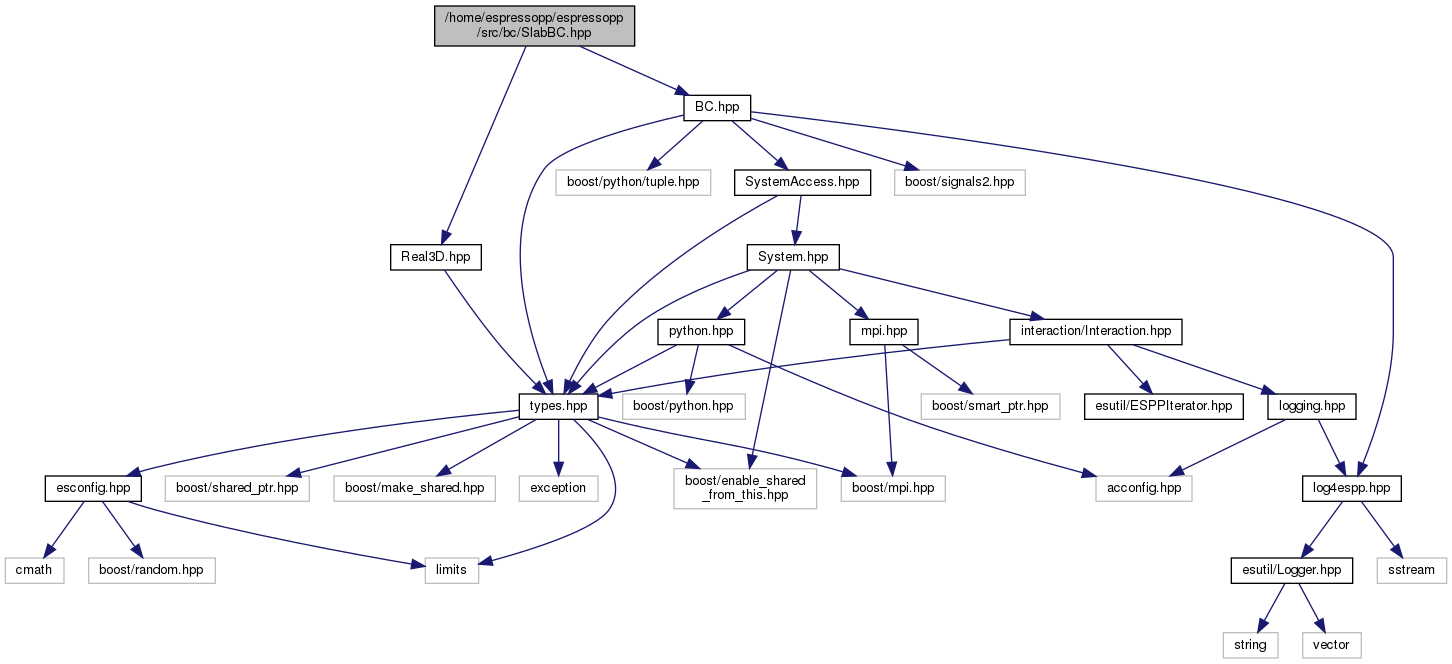 /home/espressopp/espressopp
/src/bc/SlabBC.hpp
BC.hpp
boost/python/tuple.hpp
SystemAccess.hpp
boost/signals2.hpp
Real3D.hpp
System.hpp
python.hpp
mpi.hpp
interaction/Interaction.hpp
types.hpp
boost/python.hpp
boost/smart_ptr.hpp
esutil/ESPPIterator.hpp
logging.hpp
esconfig.hpp
boost/shared_ptr.hpp
boost/make_shared.hpp
exception
boost/enable_shared
_from_this.hpp
boost/mpi.hpp
acconfig.hpp
log4espp.hpp
cmath
boost/random.hpp
limits
esutil/Logger.hpp
sstream
string
vector